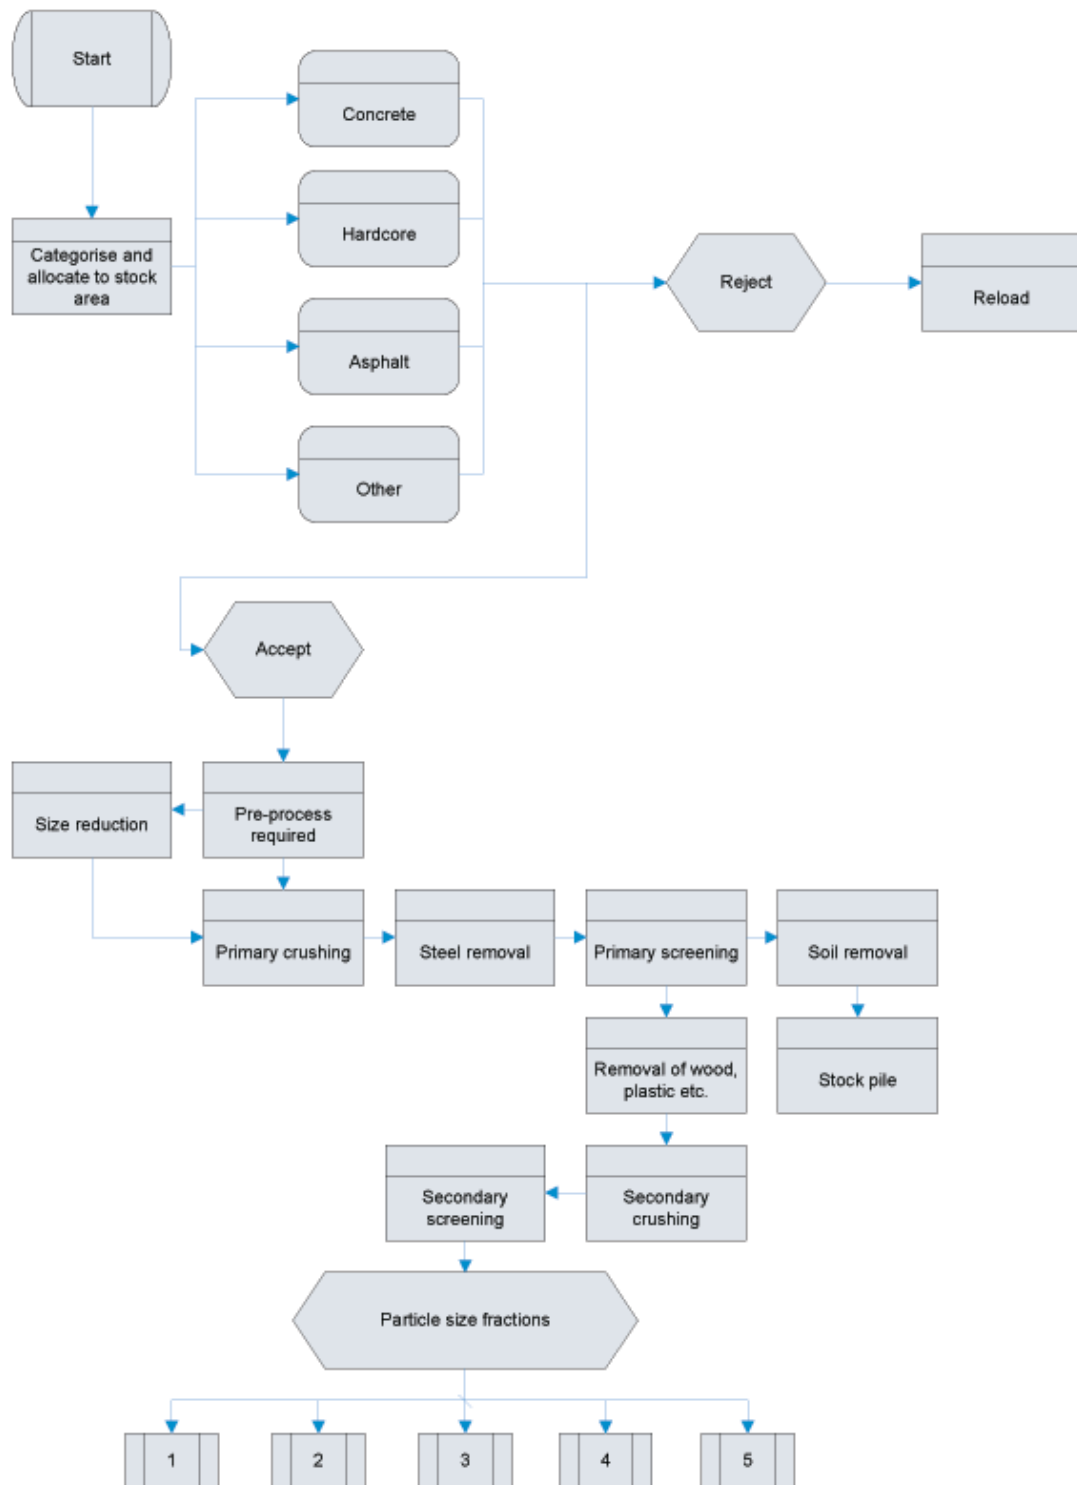 Start
Concrete
Categorise and
allocate to stock
area
Hardcore
Reject
Reload
Asphalt
Other
Accept
Size reduction
Pre-process
required
Primary crushing
Steel removal
Primary screening
Soil removal
Removal of wood,
plastic etc.
Stock pile
Secondary
screening
Secondary
crushing
Particle size fractions
1
2
3
4
5